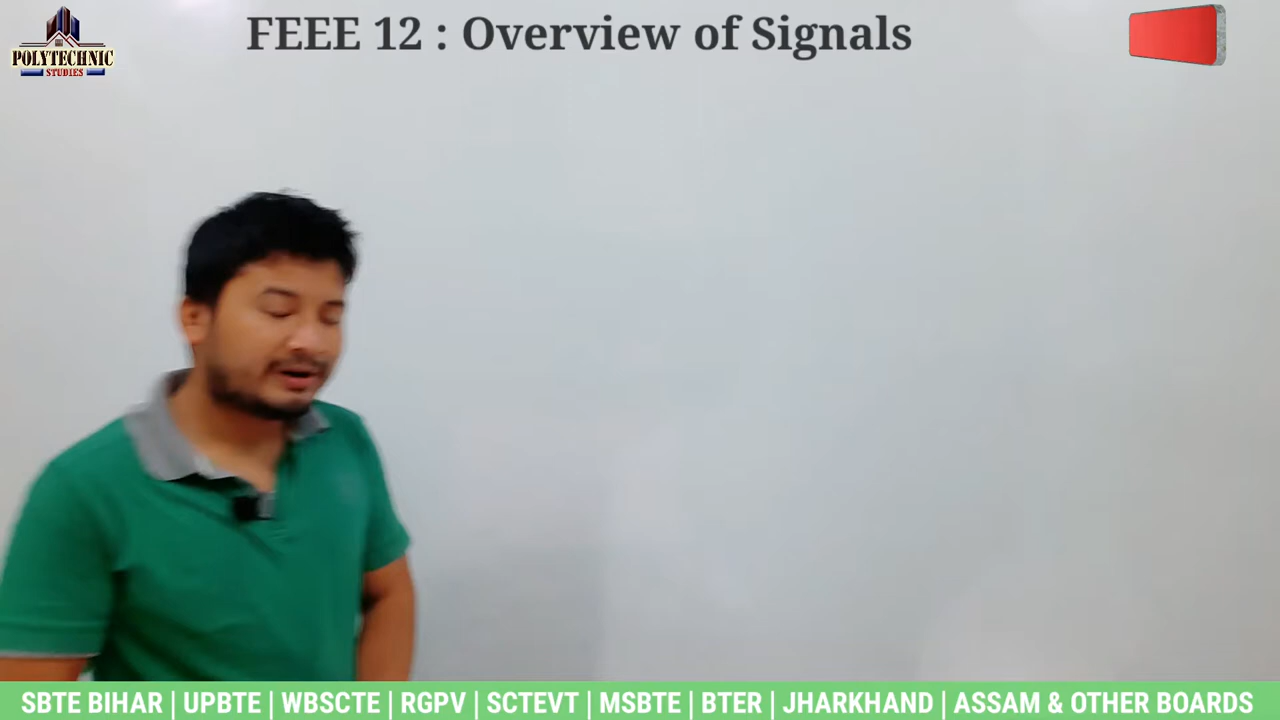 FEEE 12 : Overview of Signals
POLYTECHNIC
STUDIES
SBTE BIHAR | UPBTE | WBSCTE | RGPV | SCTEVT | MSBTE | BTER | JHARKHAND | ASSAM & OTHER BOARDS